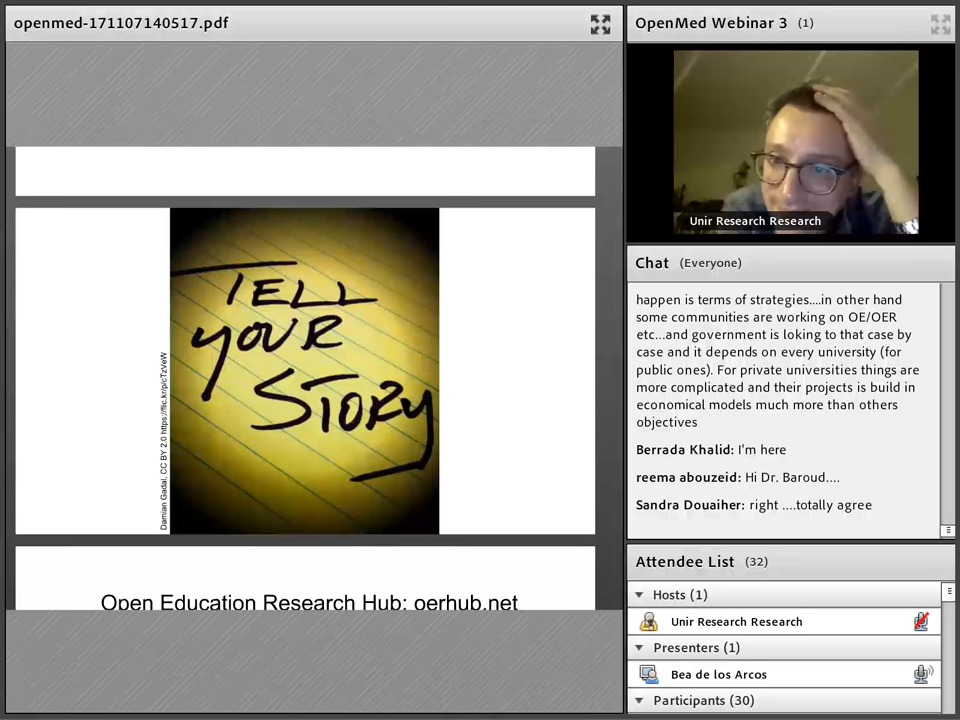 openmed-171107140517.pdf
TELL
YOUR
STORY
Damian Gadal, CC BY 2.0 https://flic.kr/p/cTzVeW
Open Education Research Hub: oerhub.net
OpenMed Webinar 3 (1)
Unir Research Research
Chat (Everyone)
happen is terms of strategies....in other hand
some communities are working on OE/OER
etc...and government is loking to that case by
case and it depends on every university (for
public ones). For private universities things are
more complicated and their projects is build in
economical models much more than others
objectives
Berrada Khalid: I'm here
reema abouzeid: Hi Dr. Baroud....
Sandra Douaiher: right ....totally agree
Attendee List (32)
Hosts (1)
Unir Research Research
Presenters (1)
Bea de los Arcos
Participants (30)